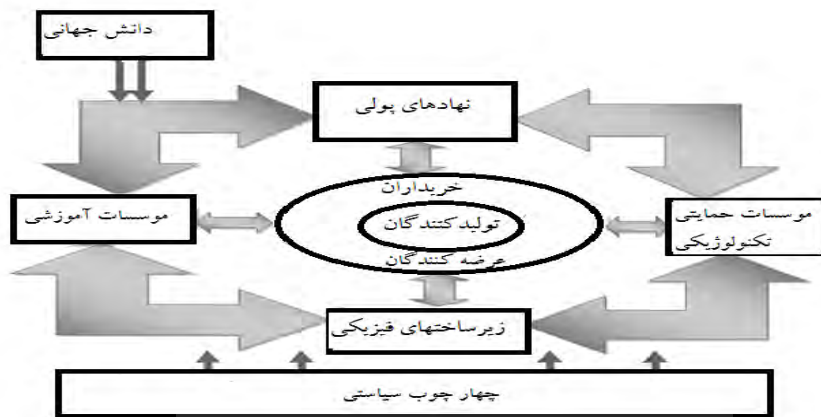 دانش جهانی
نهادهای پولی
خریداران
موسسات آموزشی
تولیدکنندگان
موسسات حمایتی
تکنولوژیکی
عرضه کنندگان
زیرساختهای فیزیکی
چهار چوب سیاستی